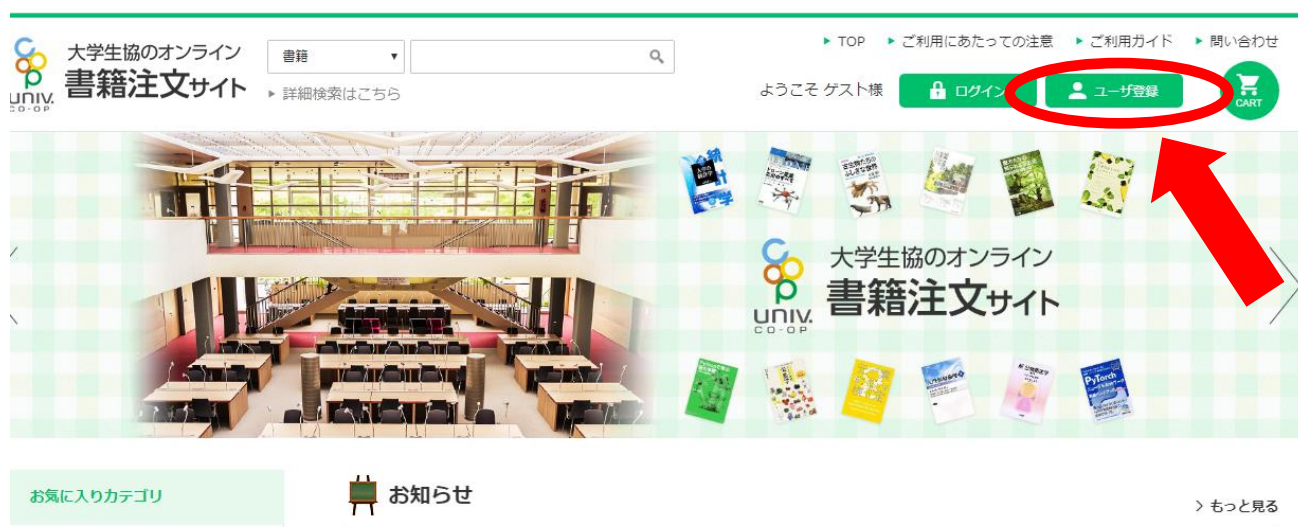 ▶ TOP ▶ ご利用にあたっての注意 ▶ ご利用ガイド ▶ 問い合わせ
univ.
co-op
大学生協のオンライン
書籍注文サイト
書籍 ▼
▶ 詳細検索はこちら
ようこそ ゲスト様
ログイン
ユーザ登録
CART
大学生協のオンライン
書籍注文サイト
univ.
co-op
PyTorch
お気に入りカテゴリ
お知らせ
> もっと見る